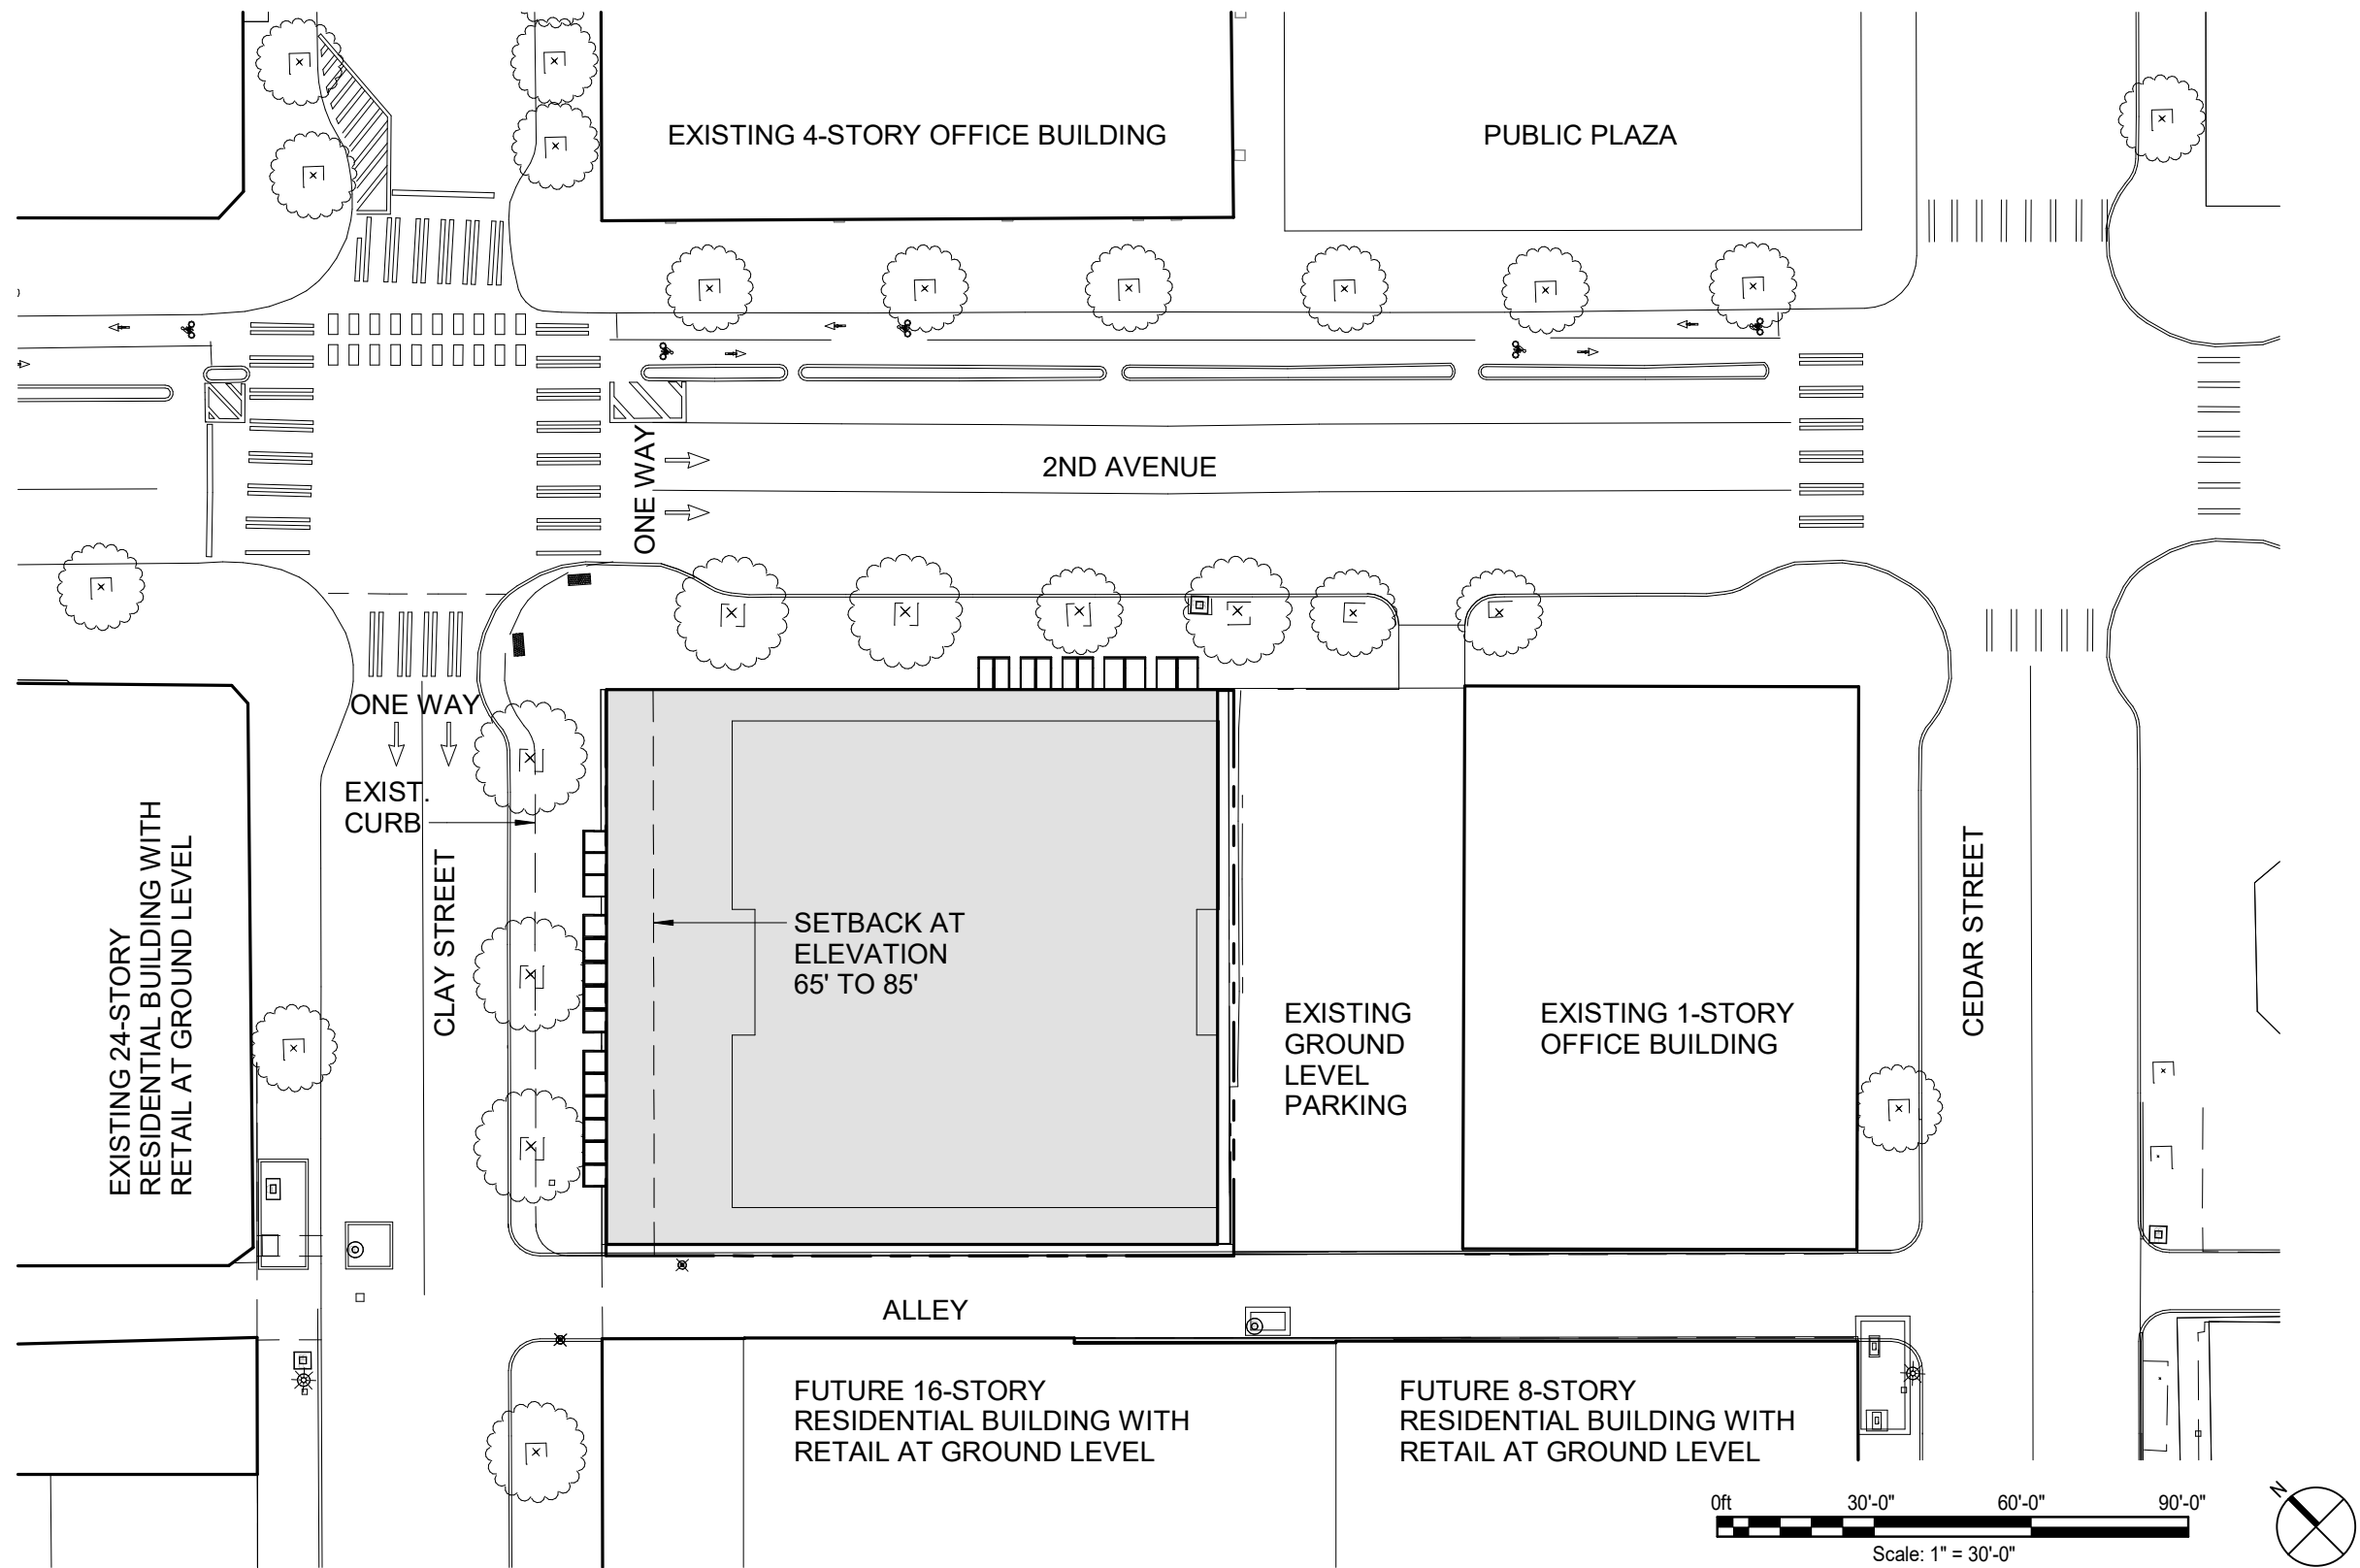 EXISTING 4-STORY OFFICE BUILDING
PUBLIC PLAZA
ONE WAY
2ND AVENUE
ONE WAY
EXIST.
CURB
CLAY STREET
EXISTING 24-STORY
RESIDENTIAL BUILDING WITH
RETAIL AT GROUND LEVEL
SETBACK AT
ELEVATION
65' TO 85'
EXISTING
GROUND
LEVEL
PARKING
EXISTING 1-STORY
OFFICE BUILDING
CEDAR STREET
ALLEY
FUTURE 16-STORY
RESIDENTIAL BUILDING WITH
RETAIL AT GROUND LEVEL
FUTURE 8-STORY
RESIDENTIAL BUILDING WITH
RETAIL AT GROUND LEVEL
0ft 30'-0" 60'-0" 90'-0"
Scale: 1" = 30'-0"
N